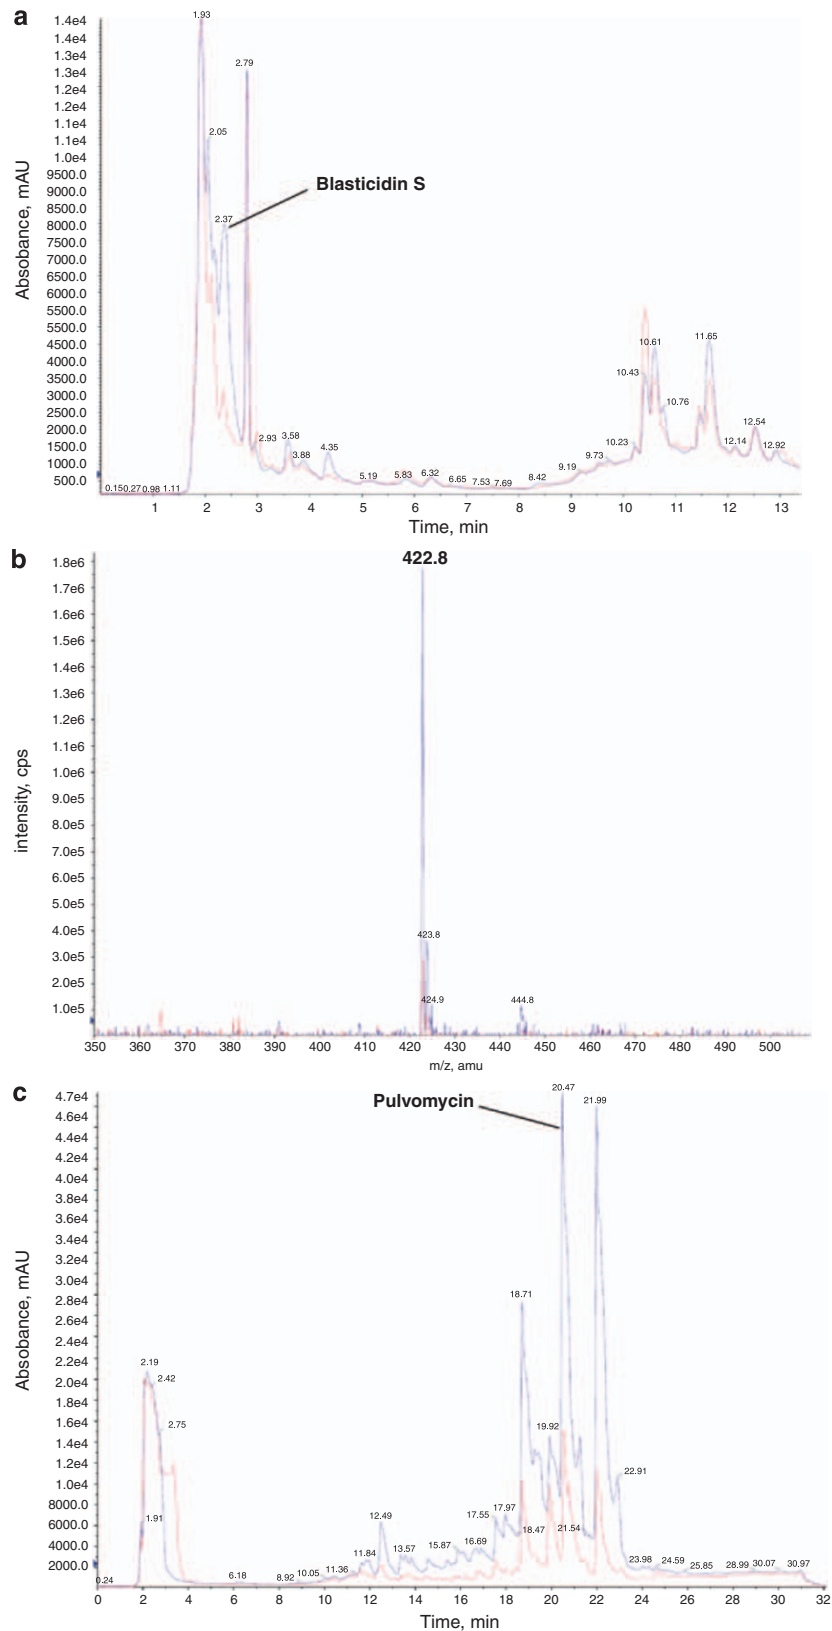 a
1.4e4
1.4e4
1.3e4
1.3e4
1.2e4
1.2e4
1.1e4
1.1e4
1.0e4
9500.0
9000.0
8500.0
8000.0
7500.0
7000.0
6500.0
6000.0
5500.0
5000.0
4500.0
4000.0
3500.0
3000.0
2500.0
2000.0
1500.0
1000.0
500.0
Absobance, mAU
1.93
2.79
2.05
Blasticidin S
2.37
2.93
3.58
3.88
4.35
5.19
5.83
6.32
6.65
7.53
7.69
8.42
9.19
9.73
10.23
10.43
10.61
10.76
11.65
12.14
12.54
12.92
0.15
0.27
0.98
1.11
1 2 3 4 5 6 7 8 9 10 11 12 13
Time, min
b
422.8
1.8e6
1.7e6
1.6e6
1.5e6
1.4e6
1.3e6
1.2e6
1.1e6
1.0e6
9.0e5
8.0e5
7.0e5
6.0e5
5.0e5
4.0e5
3.0e5
2.0e5
1.0e5
intensity, cps
423.8
424.9
444.8
350 360 370 380 390 400 410 420 430 440 450 460 470 480 490 500
m/z, amu
c
4.7e4
4.6e4
4.4e4
4.2e4
4.0e4
3.8e4
3.6e4
3.4e4
3.2e4
3.0e4
2.8e4
2.6e4
2.4e4
2.2e4
2.0e4
1.8e4
1.6e4
1.4e4
1.2e4
1.0e4
8000.0
6000.0
4000.0
2000.0
Absobance, mAU
Pulvomycin
20.47
21.99
18.71
2.19
2.42
2.75
1.91
19.92
22.91
12.49
17.55
17.97
18.47
21.54
11.84
13.57
15.87
16.69
0.24
6.18
8.92
10.05
11.36
23.98
24.59
25.85
28.99
30.07
30.97
0 2 4 6 8 10 12 14 16 18 20 22 24 26 28 30 32
Time, min